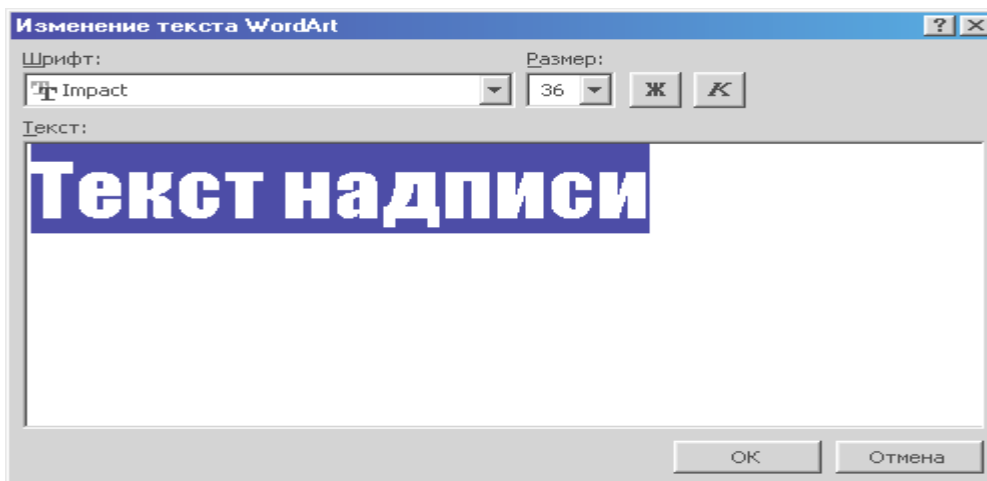 Изменение текста WordArt
Шрифт: Размер:
Impact 36 Ж К
Текст:
Текст надписи
ОК Отмена